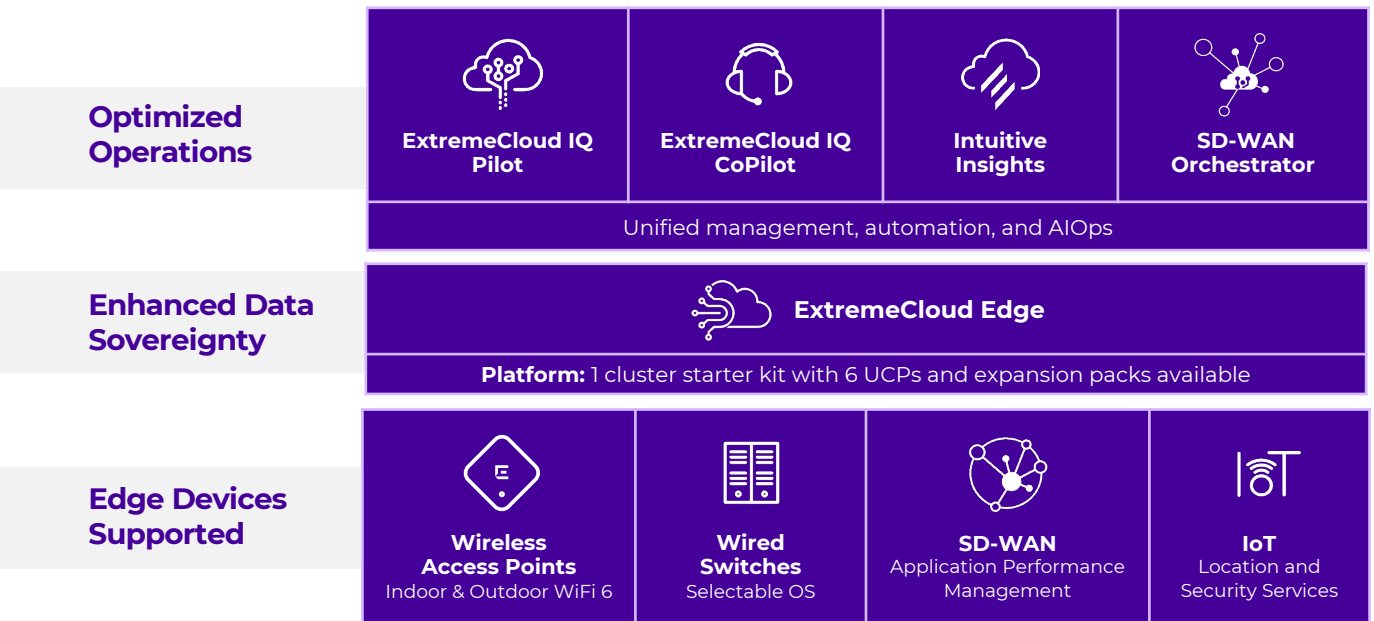 Optimized
Operations
ExtremeCloud IQ
Pilot
ExtremeCloud IQ
CoPilot
Intuitive
Insights
SD-WAN
Orchestrator
Unified management, automation, and AIOps
Enhanced Data
Sovereignty
ExtremeCloud Edge
Platform: 1 cluster starter kit with 6 UCPs and expansion packs available
Edge Devices
Supported
E
Wireless
Access Points
Indoor & Outdoor WiFi 6
Wired
Switches
Selectable OS
SD-WAN
Application Performance
Management
IoT
IoT
Location and
Security Services